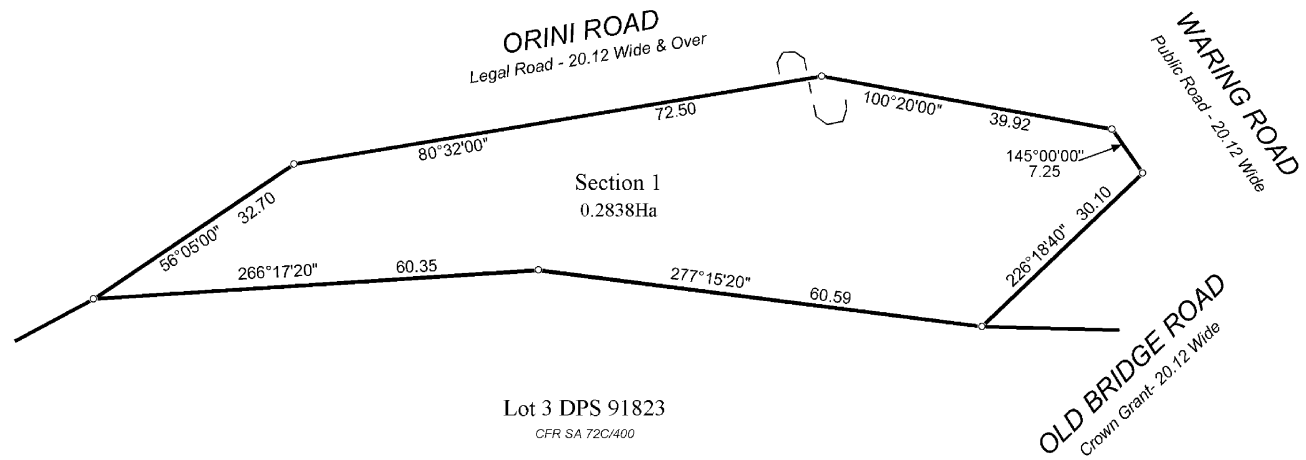 ORINI ROAD
Legal Road - 20.12 Wide & Over
WARING ROAD
Public Road - 20.12 Wide
72.50
80°32'00"
100°20'00"
39.92
145°00'00"
7.25
Section 1
0.2838Ha
32.70
56°05'00"
30.10
226°18'40"
266°17'20"
60.35
277°15'20"
60.59
OLD BRIDGE ROAD
Crown Grant- 20.12 Wide
Lot 3 DPS 91823
CFR SA 72C/400